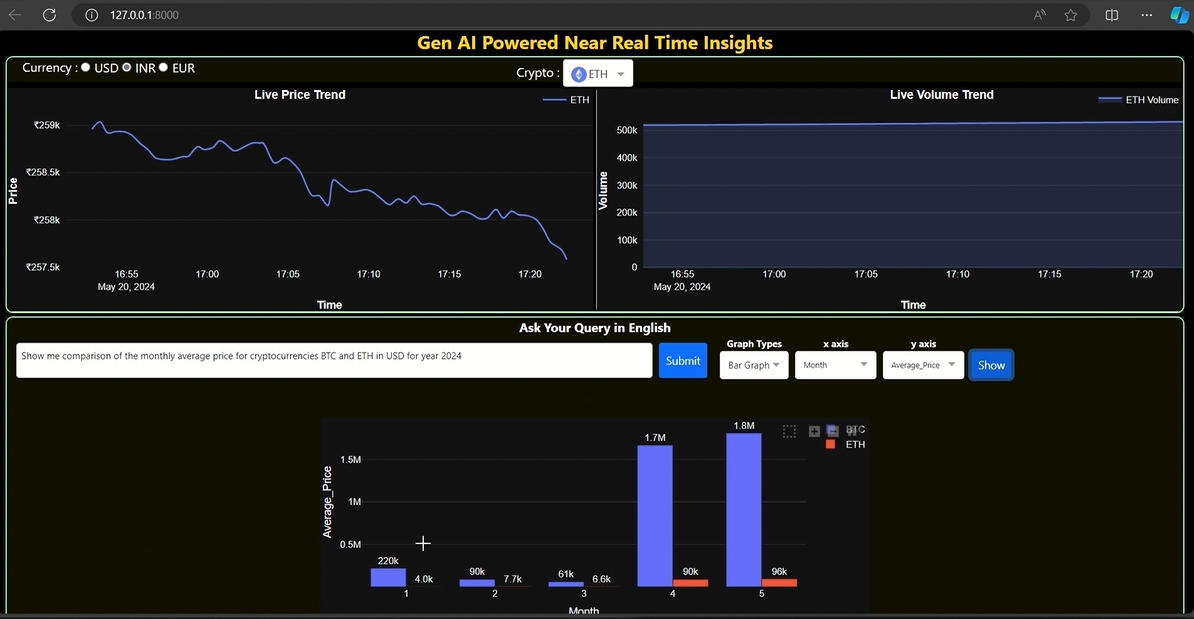 127.0.0.1:8000
Gen AI Powered Near Real Time Insights
Currency : USD INR EUR
Crypto : ETH
Live Price Trend
ETH
₹259k
₹258.5k
₹258k
₹257.5k
Price
16:55 17:00 17:05 17:10 17:15 17:20
May 20, 2024
Time
Live Volume Trend
ETH Volume
500k
400k
300k
200k
100k
0
Volume
16:55 17:00 17:05 17:10 17:15 17:20
May 20, 2024
Time
Ask Your Query in English
Show me comparison of the monthly average price for cryptocurrencies BTC and ETH in USD for year 2024
Submit
Graph Types x axis y axis
Bar Graph Month Average_Price Show
BTC
ETH
1.5M
1M
0.5M
Average_Price
220k 4.0k 90k 7.7k 61k 6.6k 1.7M 90k 1.8M 96k
1 2 3 4 5
Month